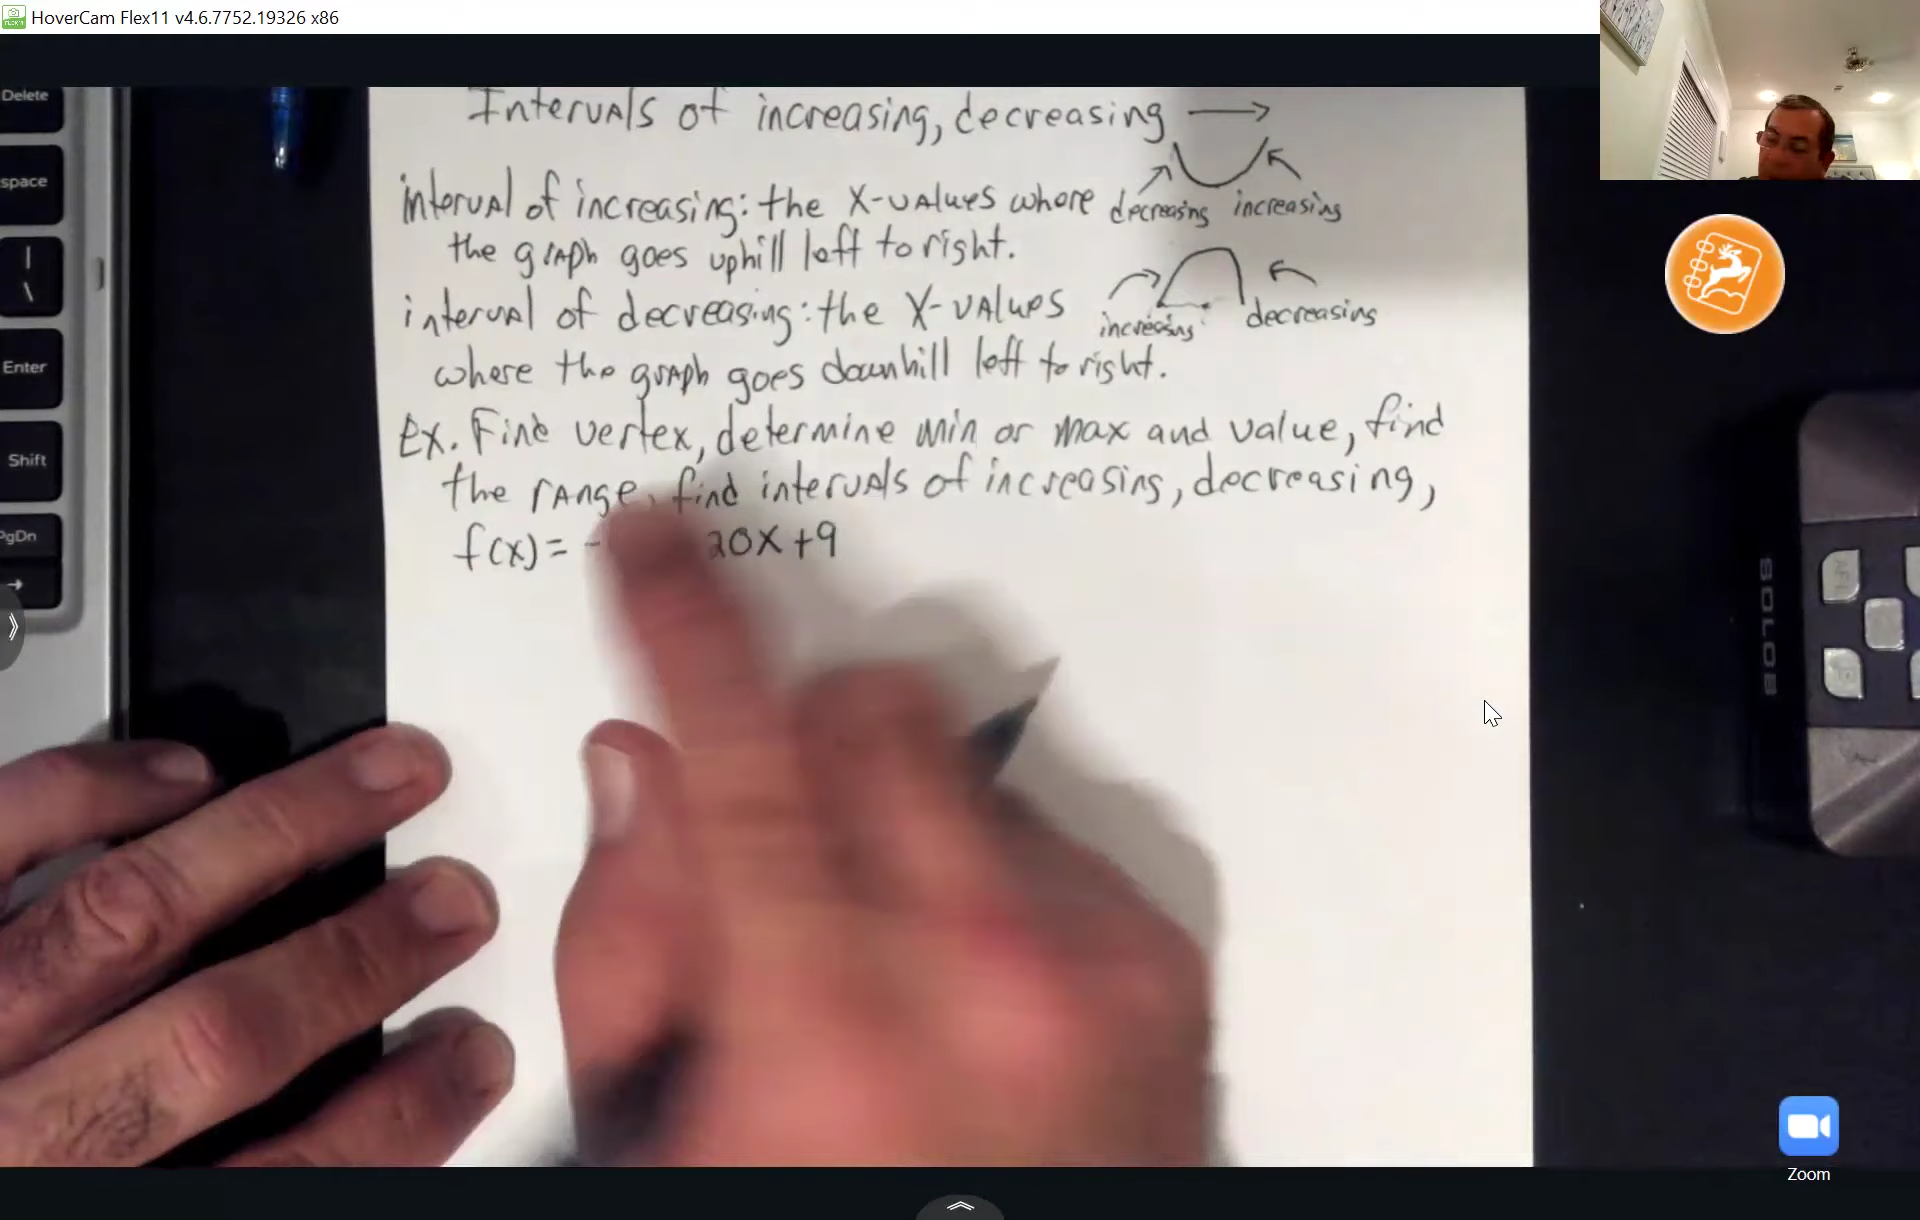 HoverCam Flex11 v4.6.7752.19326 x86
Delete
space
|
\
Enter
Shift
PgDn
Intervals of increasing, decreasing
interval of increasing: the x-values where
the graph goes uphill left to right.
decreasing increasing
interval of decreasing: the x-values
where the graph goes downhill left to right.
increasing decreasing
Ex. Find vertex, determine min or max and value, find
the range, find intervals of increasing, decreasing,
f(x) = - 20x + 9
SOLO8
Zoom